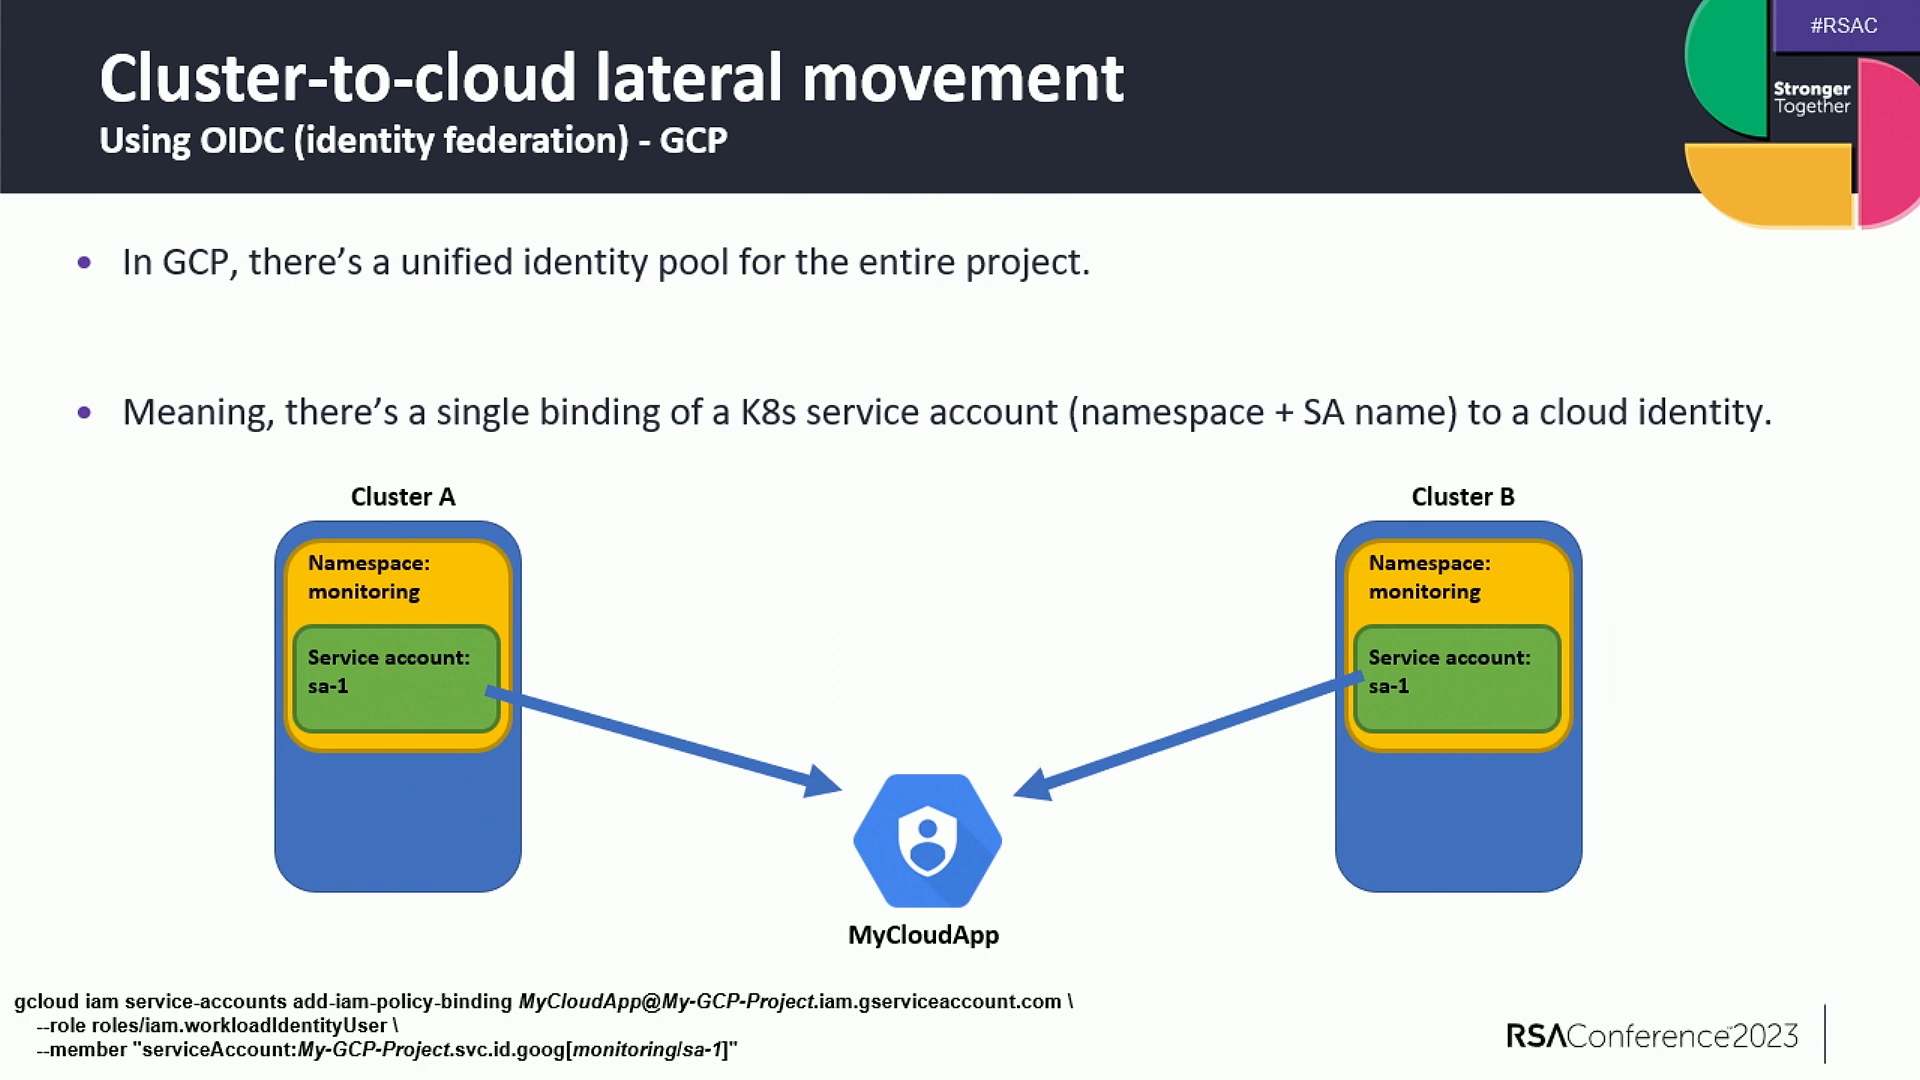 #RSAC
Cluster-to-cloud lateral movement
Stronger
Together
Using OIDC (identity federation) - GCP
• In GCP, there’s a unified identity pool for the entire project.
• Meaning, there’s a single binding of a K8s service account (namespace + SA name) to a cloud identity.
Cluster A
Namespace:
monitoring
Service account:
sa-1
Cluster B
Namespace:
monitoring
Service account:
sa-1
MyCloudApp
gcloud iam service-accounts add-iam-policy-binding MyCloudApp@My-GCP-Project.iam.gserviceaccount.com \
--role roles/iam.workloadIdentityUser \
--member "serviceAccount:My-GCP-Project.svc.id.goog[monitoring/sa-1]"
RSAConference™2023